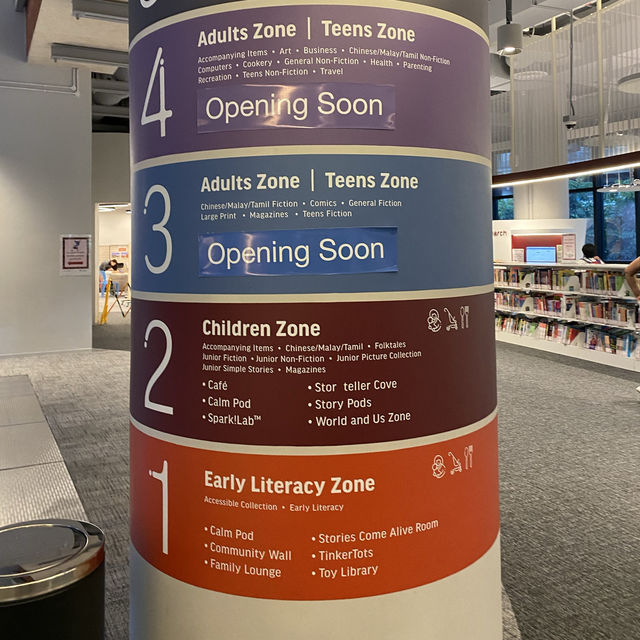 4
Adults Zone | Teens Zone
Accompanying Items • Art • Business • Chinese/Malay/Tamil Non-Fiction
Computers • Cookery • General Non-Fiction • Health • Parenting
Recreation • Teens Non-Fiction • Travel
Opening Soon
3
Adults Zone | Teens Zone
Chinese/Malay/Tamil Fiction • Comics • General Fiction
Large Print • Magazines • Teens Fiction
Opening Soon
2
Children Zone
Accompanying Items • Chinese/Malay/Tamil • Folktales
Junior Fiction • Junior Non-Fiction • Junior Picture Collection
Junior Simple Stories • Magazines
• Café
• Calm Pod
• Spark!Lab™
• Stor teller Cove
• Story Pods
• World and Us Zone
1
Early Literacy Zone
Accessible Collection • Early Literacy
• Calm Pod
• Community Wall
• Family Lounge
• Stories Come Alive Room
• TinkerTots
• Toy Library